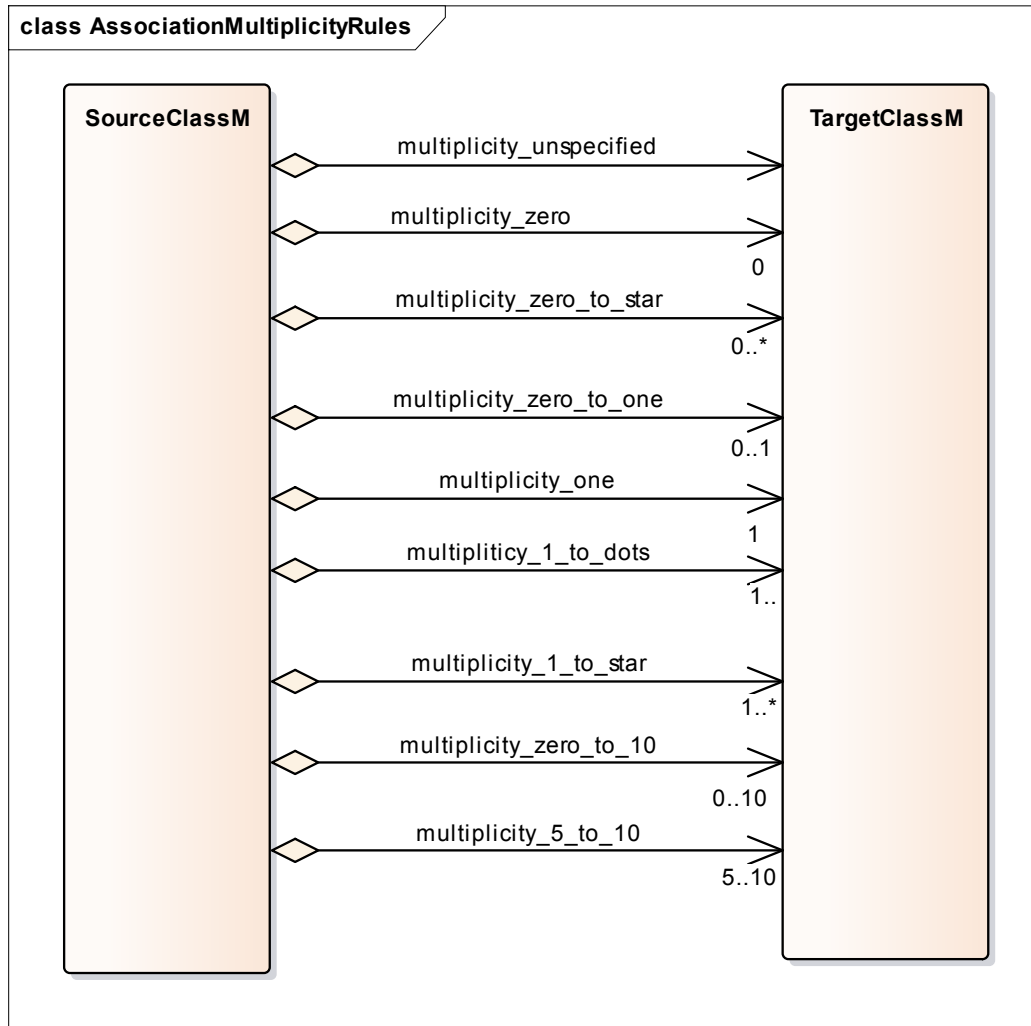 class AssociationMultiplicityRules
SourceClassM
TargetClassM
multiplicity_unspecified
multiplicity_zero
0
multiplicity_zero_to_star
0..*
multiplicity_zero_to_one
0..1
multiplicity_one
1
multipliticy_1_to_dots
1..
multiplicity_1_to_star
1..*
multiplicity_zero_to_10
0..10
multiplicity_5_to_10
5..10